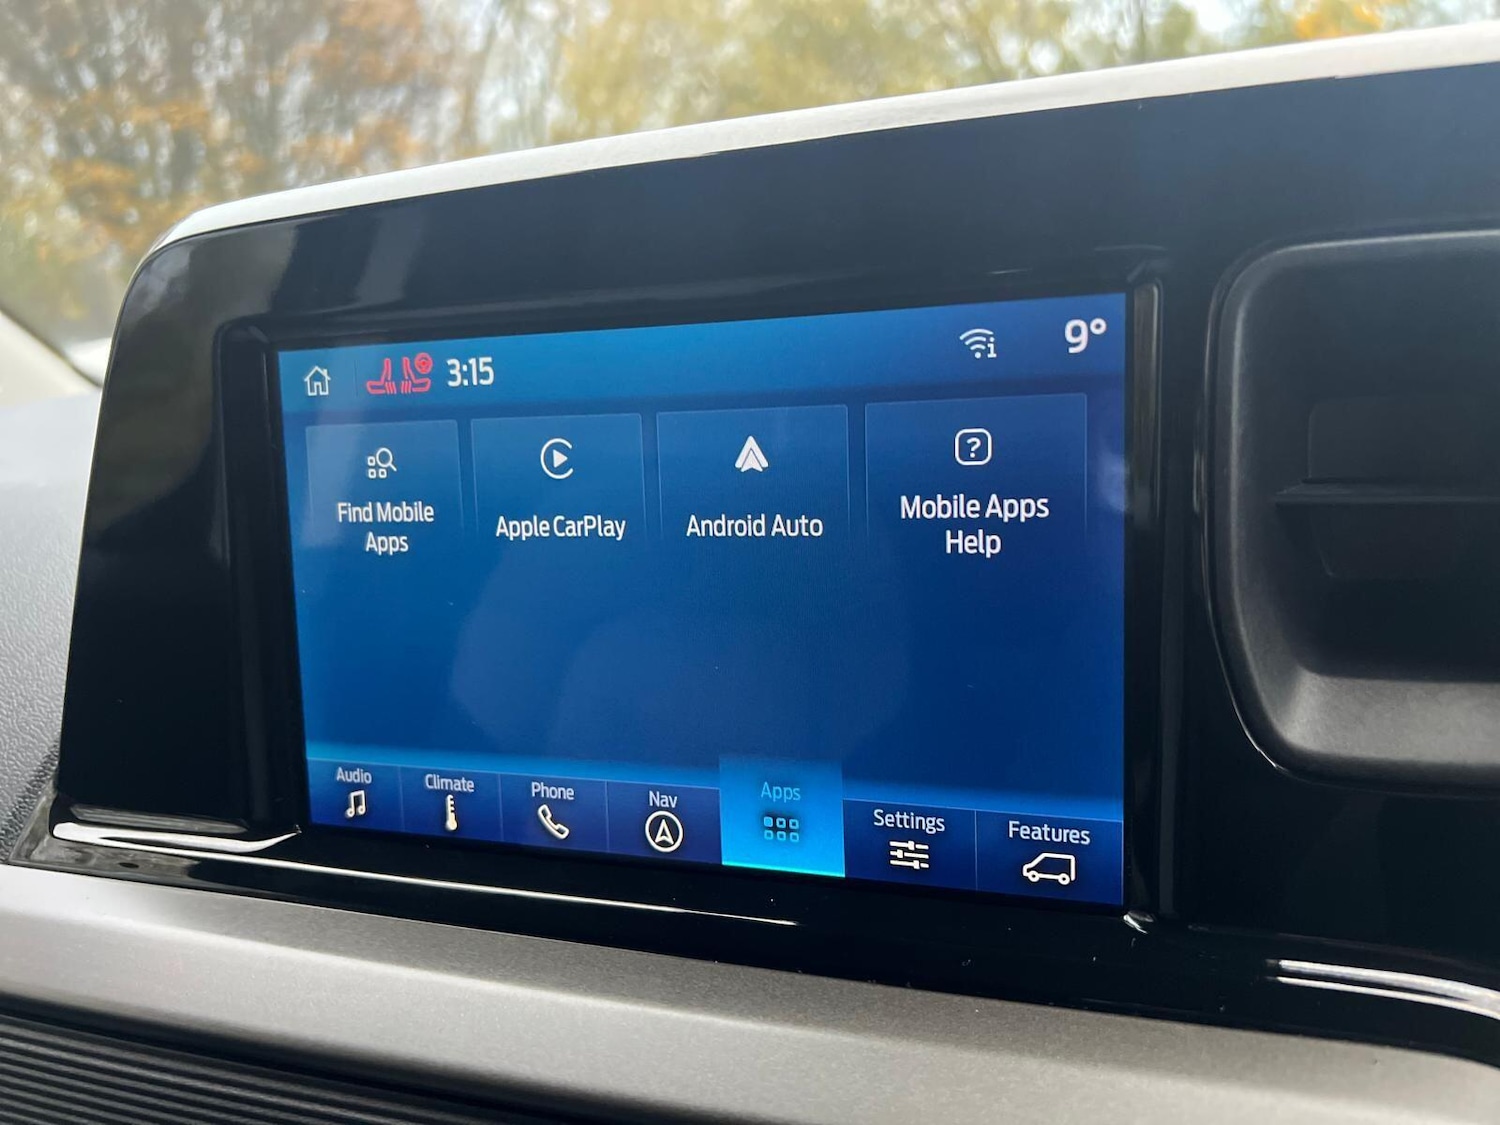 3:15
9°
Find Mobile
Apps
Apple CarPlay
Android Auto
Mobile Apps
Help
Audio
Climate
Phone
Nav
Apps
Settings
Features